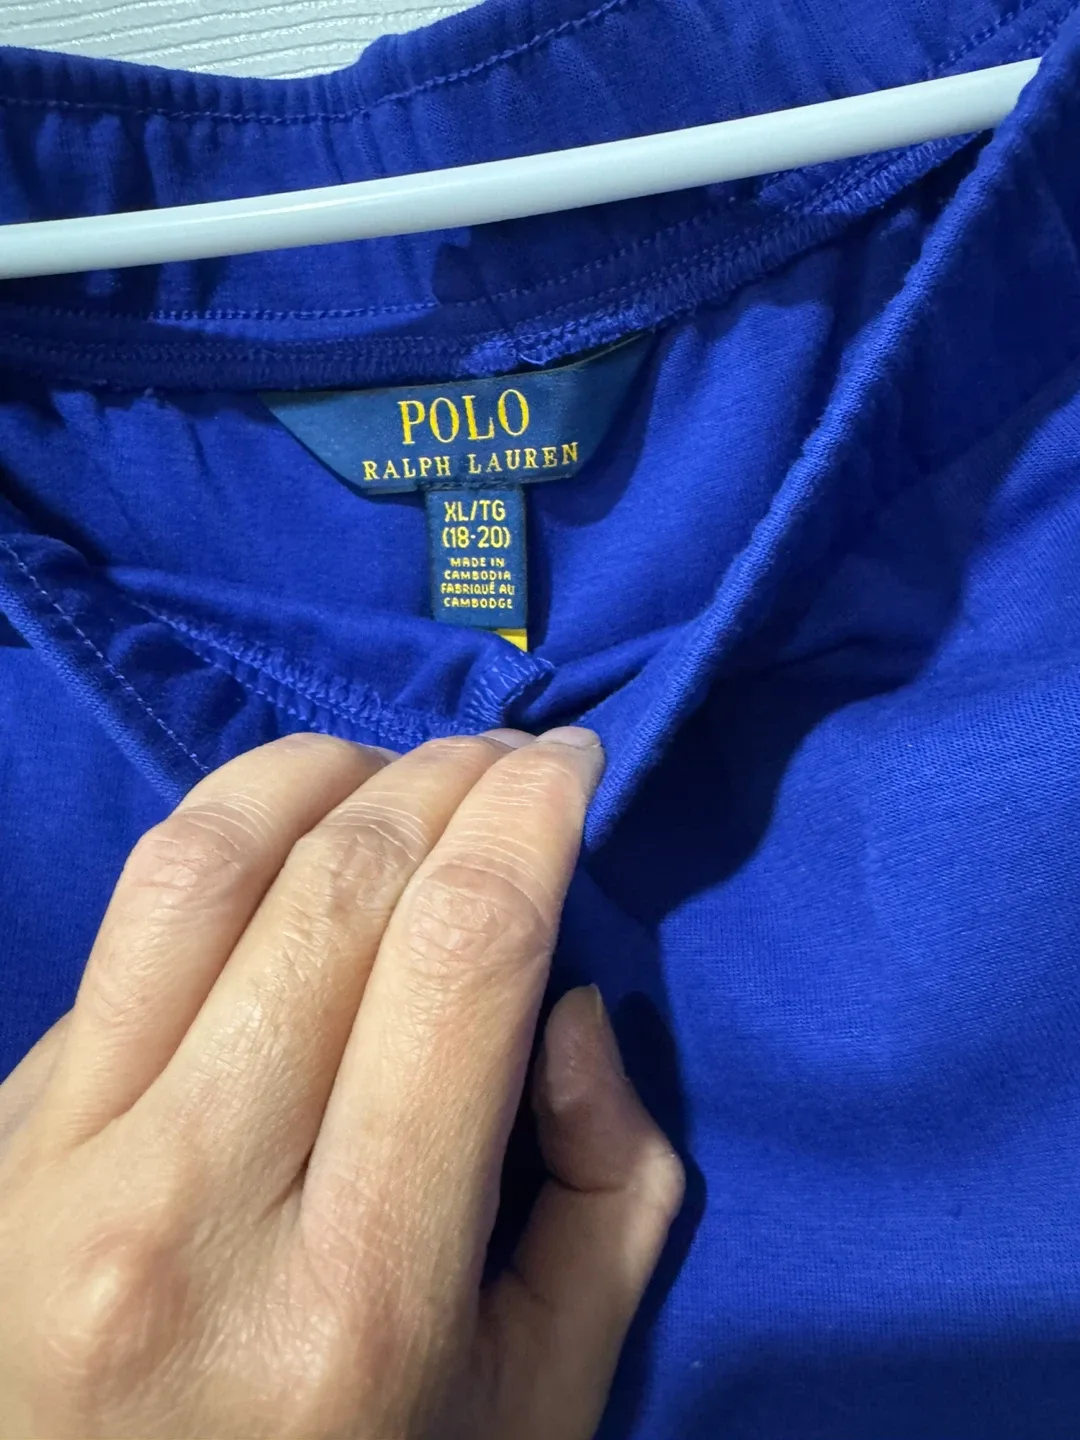 POLO
RALPH LAUREN
XL/TG
(18-20)
MADE IN
CAMBODIA
FABRIQUÉ AU
CAMBODGE